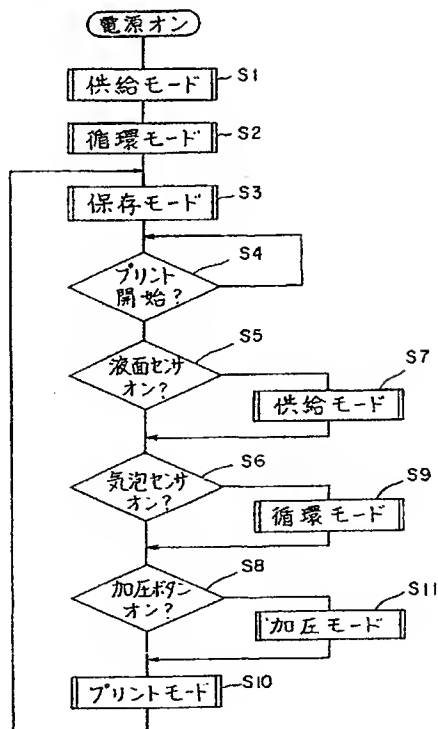 電源オン
供給モード
S1
循環モード
S2
保存モード
S3
プリント
開始?
S4
液面センサ
オン?
S5
供給モード
S7
気泡センサ
オン?
S6
循環モード
S9
加圧ボタン
オン?
S8
加圧モード
S11
プリントモード
S10